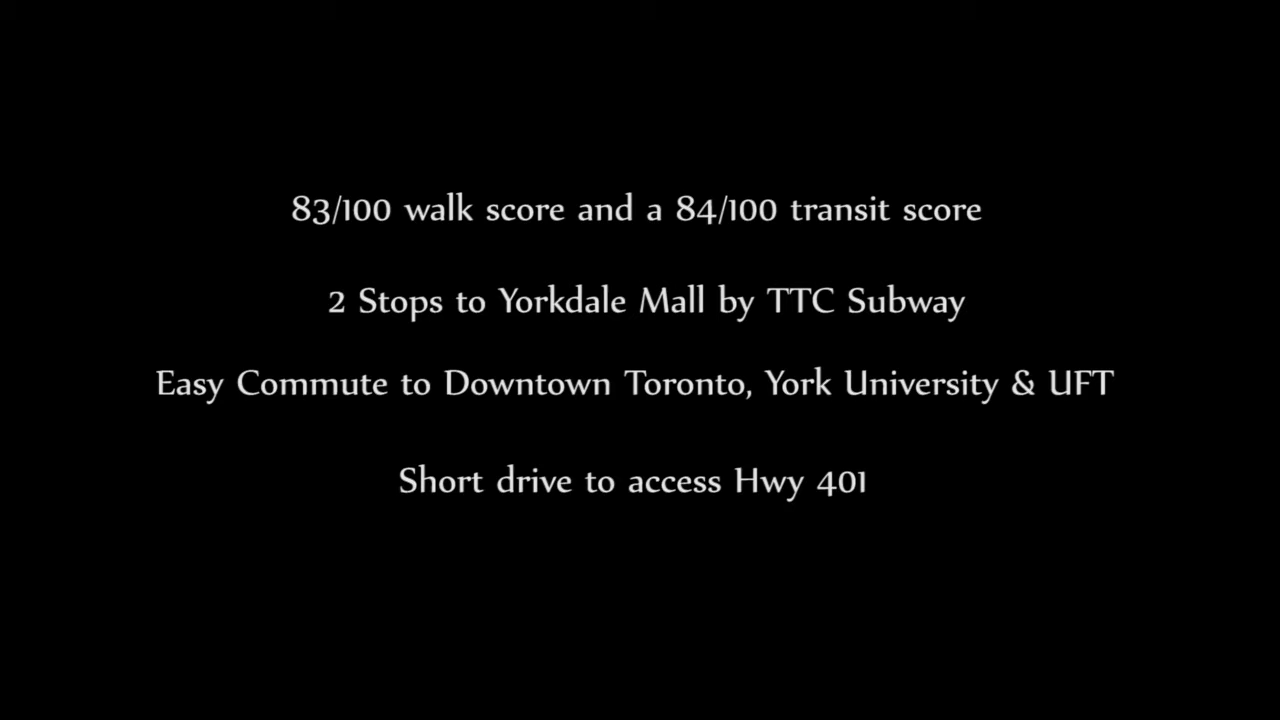 83/100 walk score and a 84/100 transit score
2 Stops to Yorkdale Mall by TTC Subway
Easy Commute to Downtown Toronto, York University & UFT
Short drive to access Hwy 401